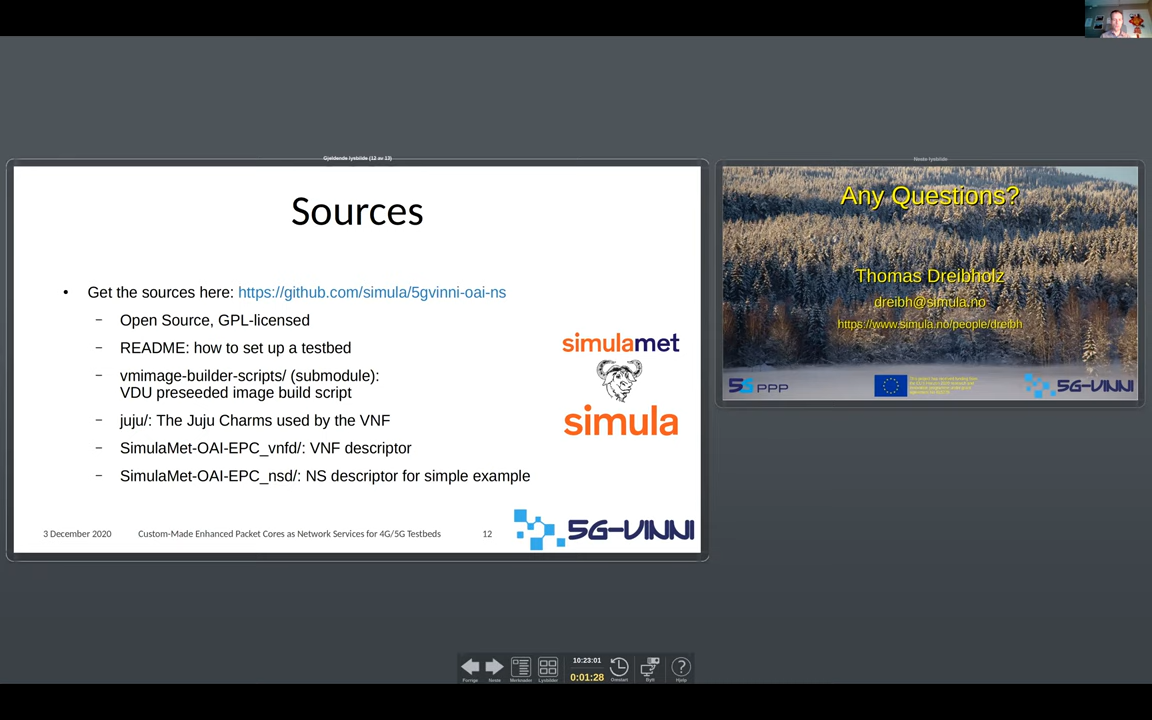 Gjeldende lysbilde (12 av 13)
Sources
• Get the sources here: https://github.com/simula/5gvinni-oai-ns
– Open Source, GPL-licensed
– README: how to set up a testbed
– vmimage-builder-scripts/ (submodule):
VDU preseeded image build script
– juju/: The Juju Charms used by the VNF
– SimulaMet-OAI-EPC_vnfd/: VNF descriptor
– SimulaMet-OAI-EPC_nsd/: NS descriptor for simple example
simulamet
simula
3 December 2020
Custom-Made Enhanced Packet Cores as Network Services for 4G/5G Testbeds
12
5G-VINNI
Neste lysbilde
Any Questions?
Thomas Dreibholz
dreibh@simula.no
https://www.simula.no/people/dreibh
5G PPP
5G-VINNI
Forrige
Neste
Merknader
Lysbilder
10:23:01
0:01:28
Omstart
Bytt
Hjelp